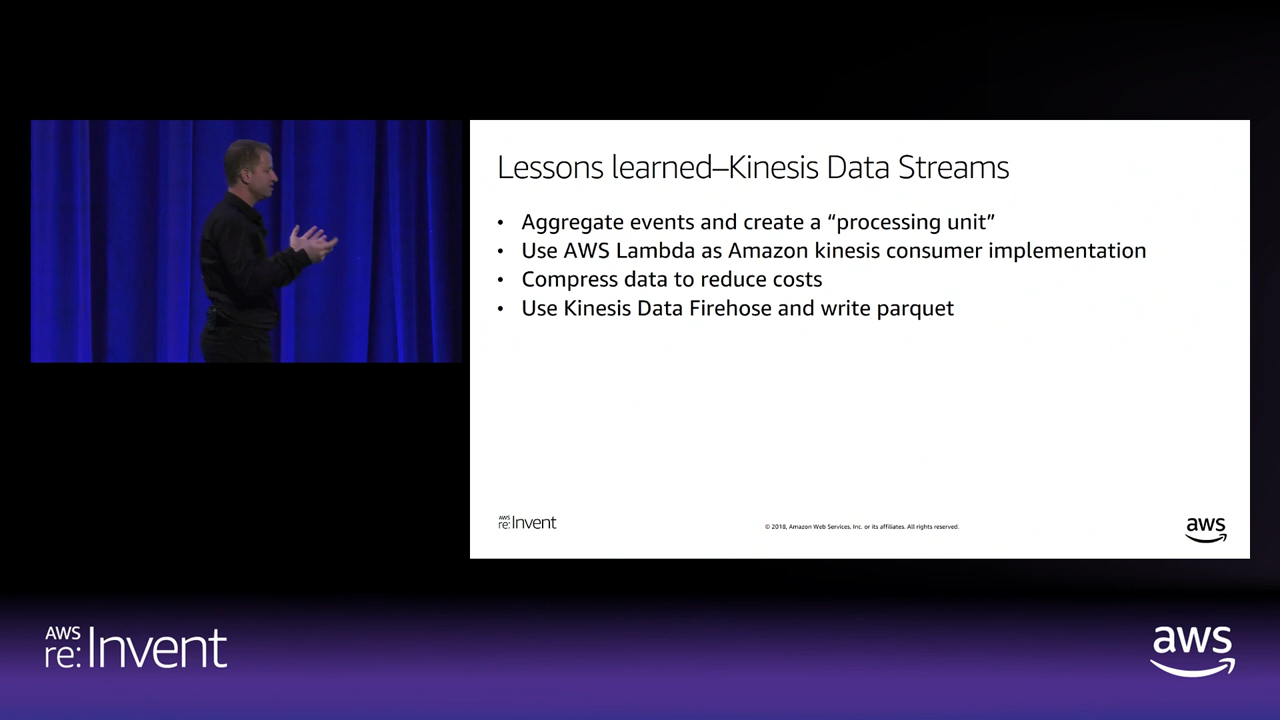 Lessons learned–Kinesis Data Streams
• Aggregate events and create a “processing unit”
• Use AWS Lambda as Amazon kinesis consumer implementation
• Compress data to reduce costs
• Use Kinesis Data Firehose and write parquet
AWS
re:Invent
© 2018, Amazon Web Services, Inc. or its affiliates. All rights reserved.
aws
AWS
re:Invent
aws